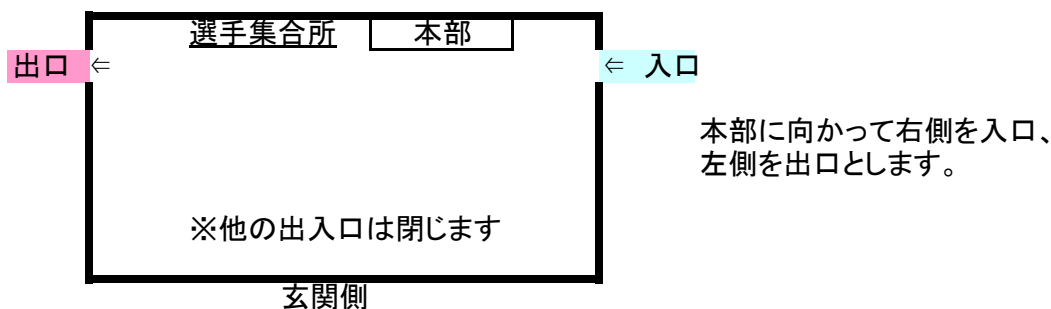 選手集合所
本部
出口 ⇐
⇐ 入口
本部に向かって右側を入口、
左側を出口とします。
※他の出入口は閉じます
玄関側